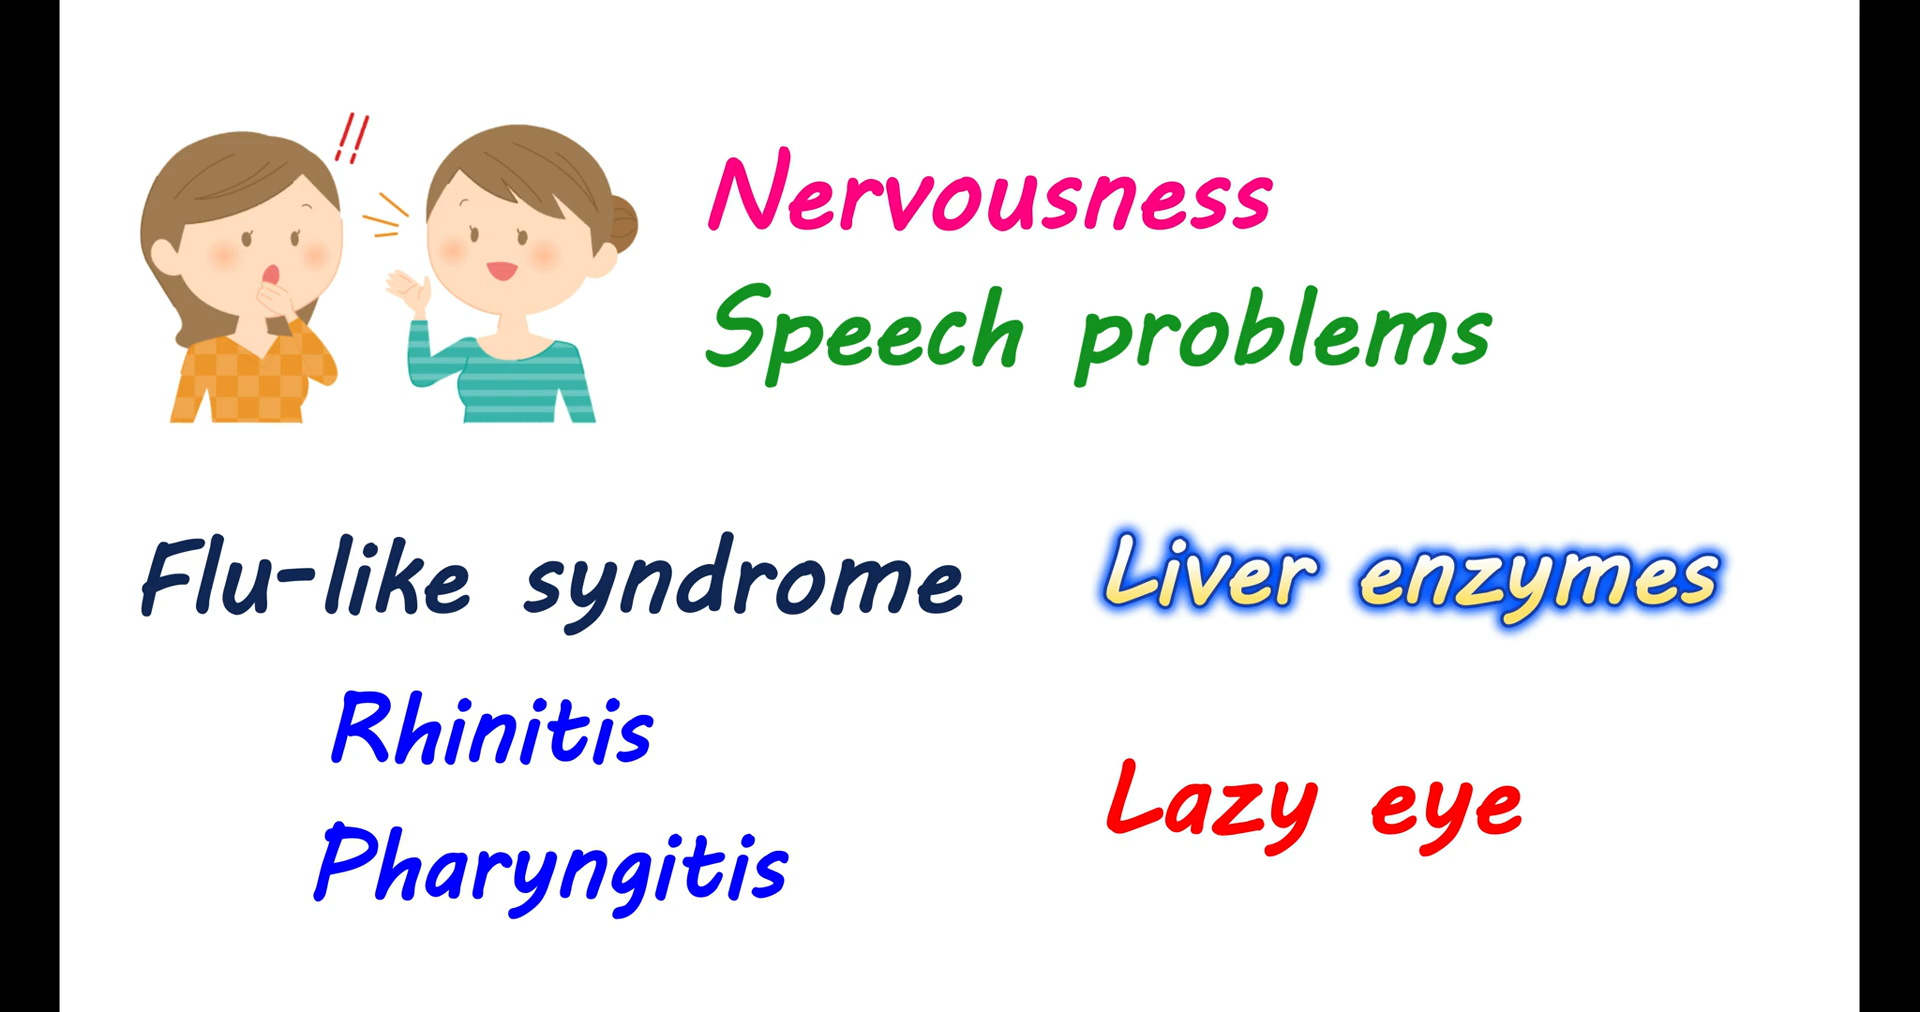 Nervousness
Speech problems
Flu-like syndrome
Liver enzymes
Rhinitis
Lazy eye
Pharyngitis